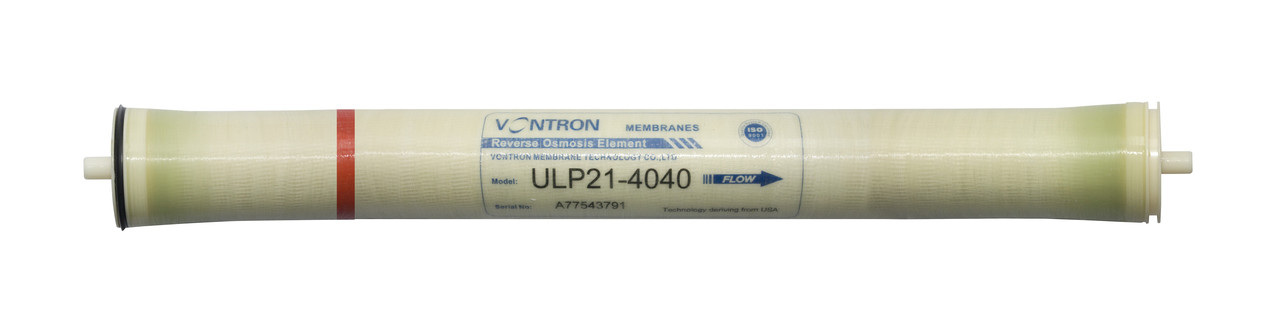 VONTRON MEMBRANES ISO 9001
Reverse Osmosis Element
VONTRON MEMBRANE TECHNOLOGY CO.,LTD
Model: ULP21-4040 FLOW
Serial No: A77543791 Technology deriving from USA